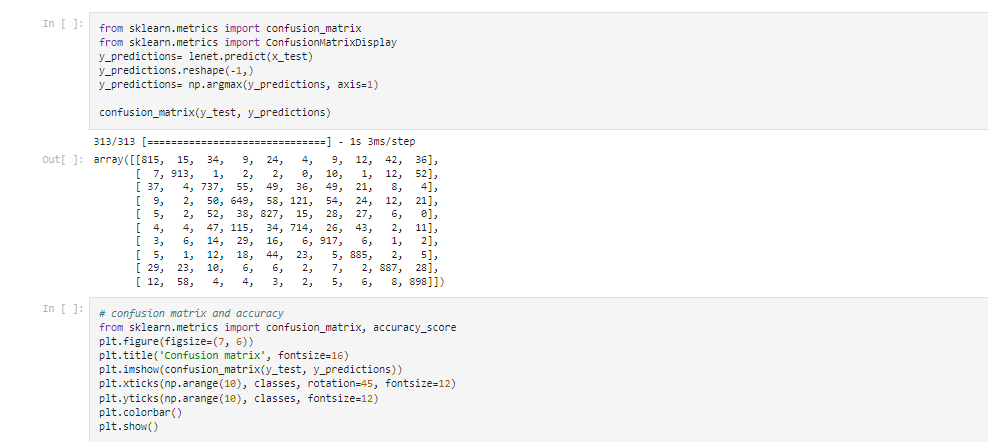 In [ ]:
from sklearn.metrics import confusion_matrix
from sklearn.metrics import ConfusionMatrixDisplay
y_predictions= lenet.predict(x_test)
y_predictions.reshape(-1,)
y_predictions= np.argmax(y_predictions, axis=1)
confusion_matrix(y_test, y_predictions)
313/313 [==============================] - 1s 3ms/step
Out[ ]: array([[815, 15, 34, 9, 24, 4, 9, 12, 42, 36],
[ 7, 913, 1, 2, 2, 0, 10, 1, 12, 52],
[ 37, 4, 737, 55, 49, 36, 49, 21, 8, 4],
[ 9, 2, 50, 649, 58, 121, 54, 24, 12, 21],
[ 5, 2, 52, 38, 827, 15, 28, 27, 6, 0],
[ 4, 4, 47, 115, 34, 714, 26, 43, 2, 11],
[ 3, 6, 14, 29, 16, 6, 917, 6, 1, 2],
[ 5, 1, 12, 18, 44, 23, 5, 885, 2, 5],
[ 29, 23, 10, 6, 6, 2, 7, 2, 887, 28],
[ 12, 58, 4, 4, 3, 2, 5, 6, 8, 898]])
In [ ]:
# confusion matrix and accuracy
from sklearn.metrics import confusion_matrix, accuracy_score
plt.figure(figsize=(7, 6))
plt.title('Confusion matrix', fontsize=16)
plt.imshow(confusion_matrix(y_test, y_predictions))
plt.xticks(np.arange(10), classes, rotation=45, fontsize=12)
plt.yticks(np.arange(10), classes, fontsize=12)
plt.colorbar()
plt.show()